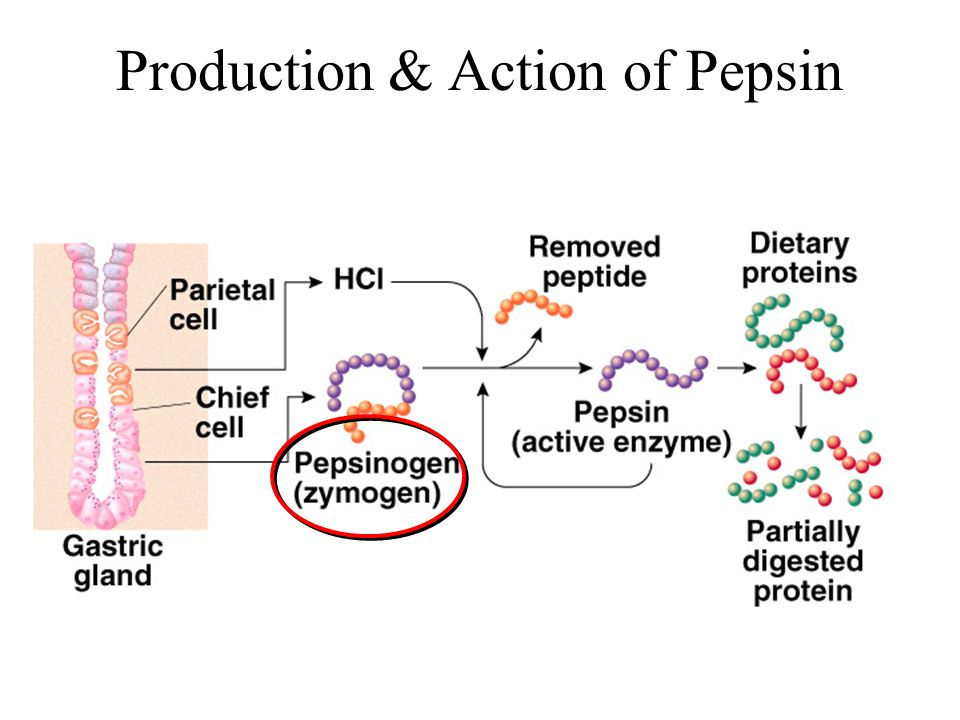 Production & Action of Pepsin
Parietal
cell
HCl
Removed
peptide
Dietary
proteins
Chief
cell
Pepsinogen
(zymogen)
Pepsin
(active enzyme)
Gastric
gland
Partially
digested
protein